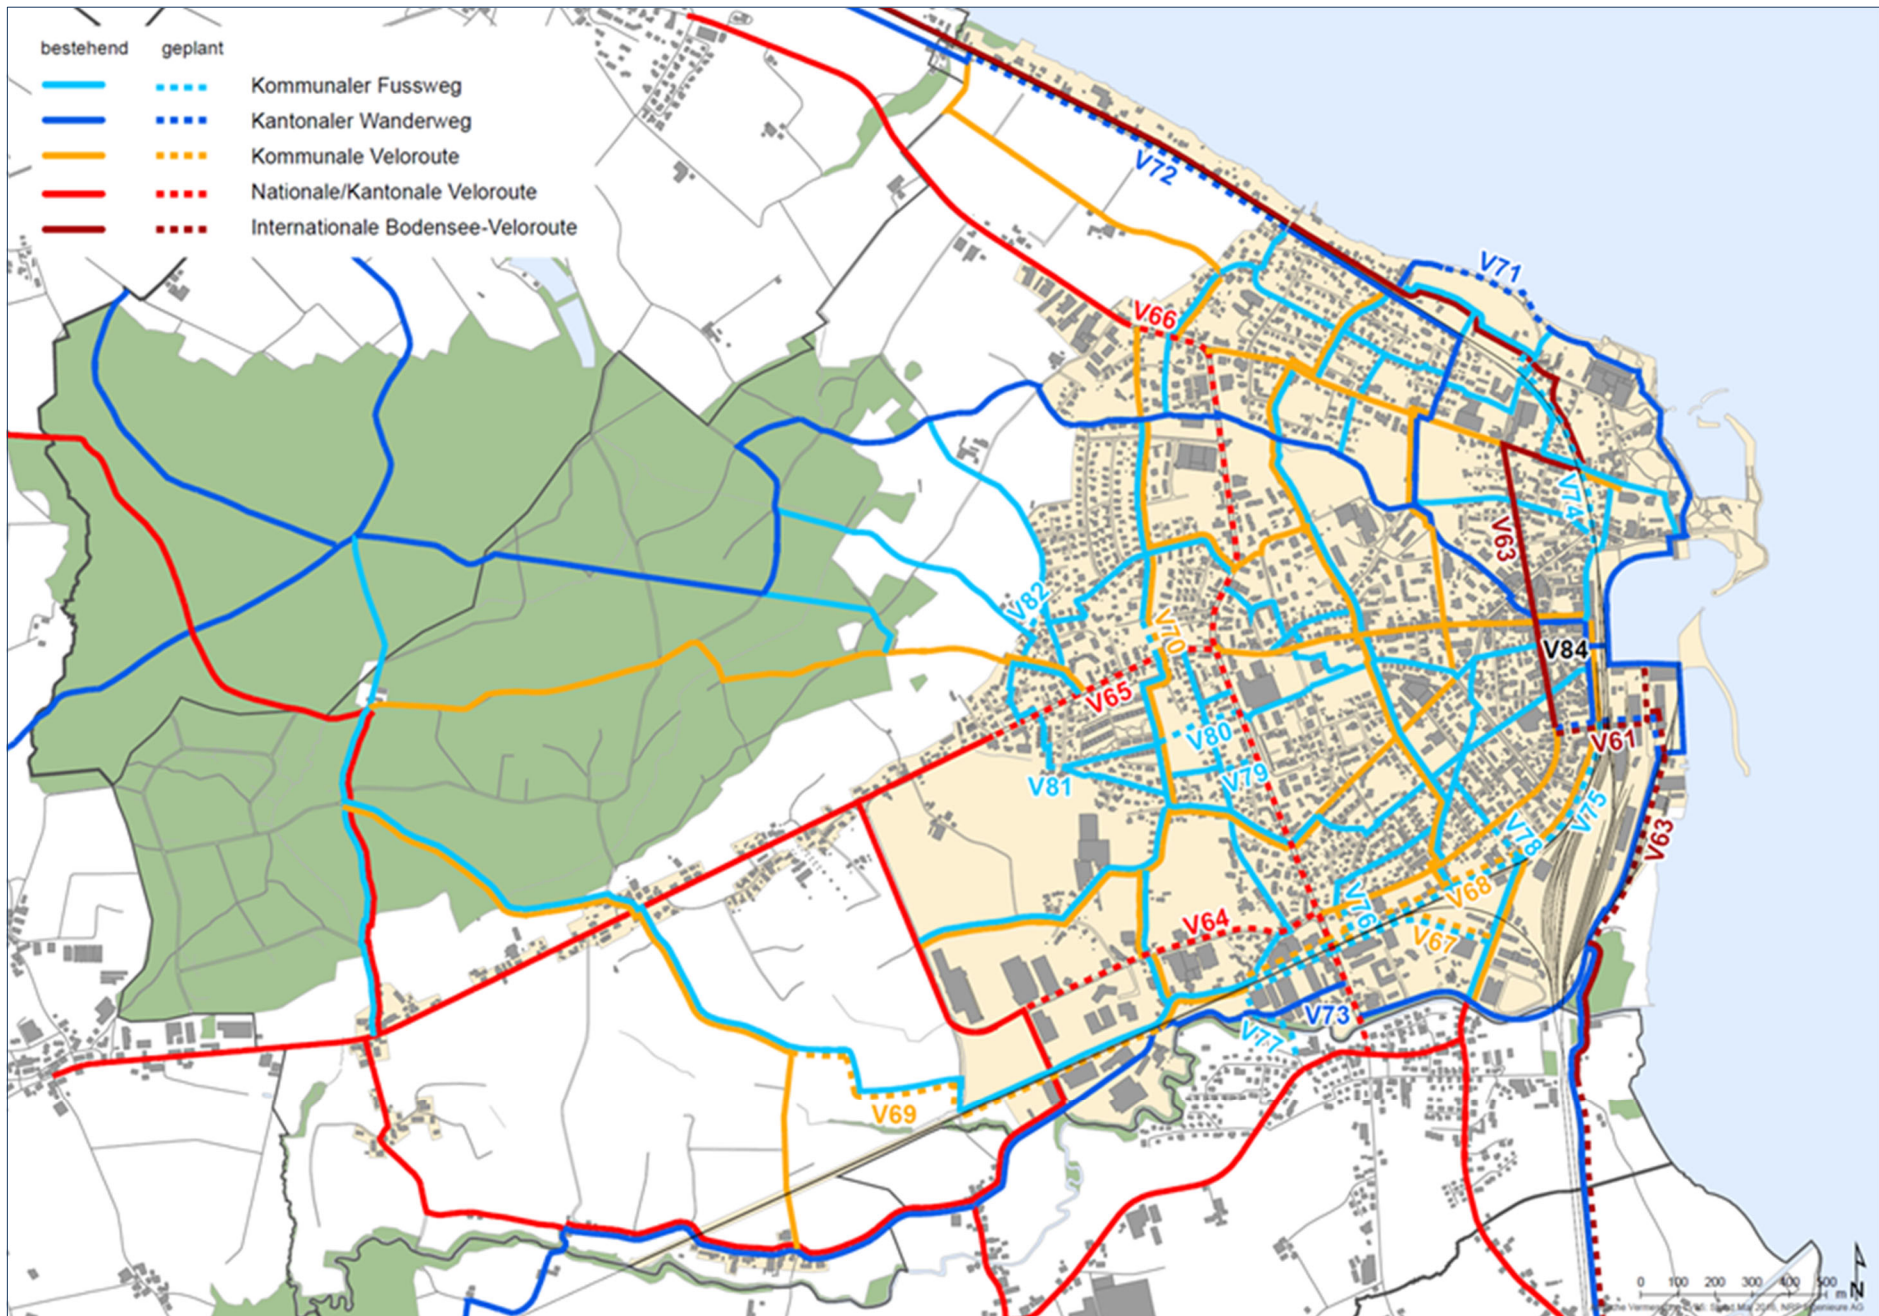 bestehend geplant
Kommunaler Fussweg
Kantonaler Wanderweg
Kommunale Veloroute
Nationale/Kantonale Veloroute
Internationale Bodensee-Veloroute
V72
V71
V66
V74
V63
V82
V70
V84
V65
V61
V80
V79
V81
V75
V78
V63
V68
V76
V64
V67
V73
V77
V69
0 100 200 300 400 500
m
N